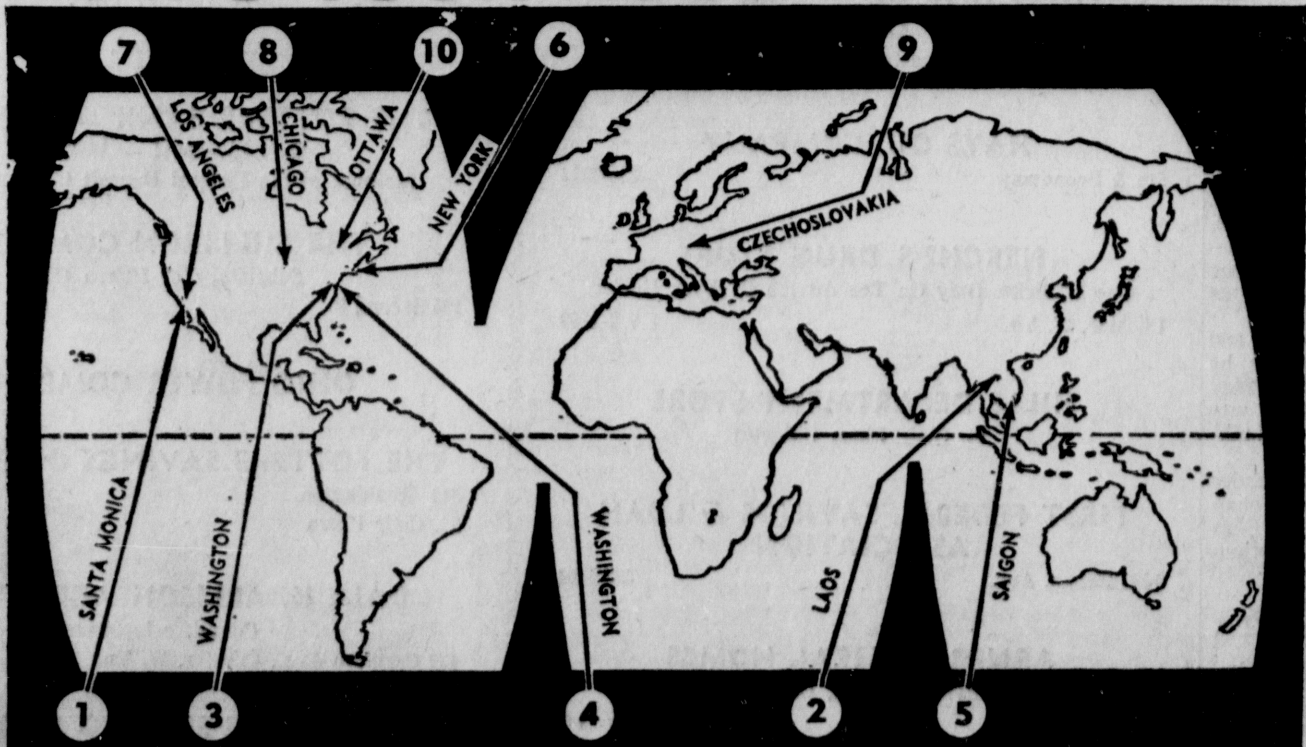 7
8
10
6
9
LOS ANGELES
CHICAGO
OTTAWA
NEW YORK
CZECHOSLOVAKIA
SANTA MONICA
WASHINGTON
WASHINGTON
LAOS
SAIGON
1
3
4
2
5